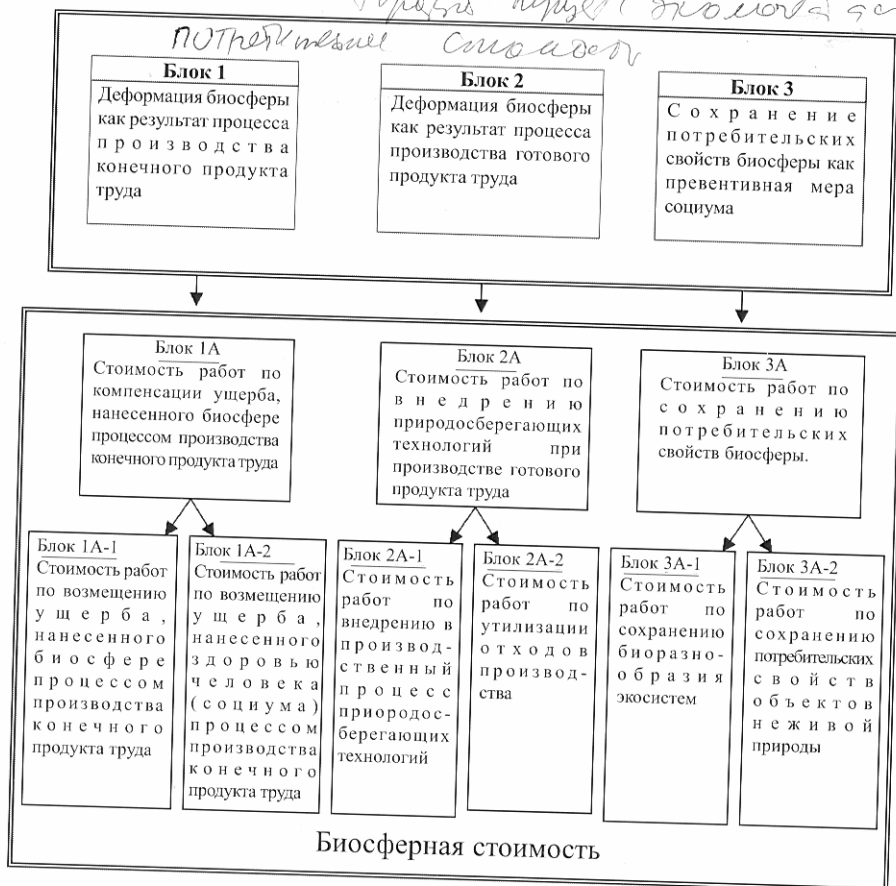 Блок 1
Деформация биосферы
как результат процесса
производства
конечного продукта
труда
Блок 2
Деформация биосферы
как результат процесса
производства готового
продукта труда
Блок 3
Сохранение
потребительских
свойств биосферы как
превентивная мера
социума
Блок 1А
Стоимость работ по
компенсации ущерба,
нанесенного биосфере
процессом производства
конечного продукта труда
Блок 2А
Стоимость работ по
внедрению
природосберегающих
технологий при
производстве готового
продукта труда
Блок 3А
Стоимость работ по
сохранению
потребительских
свойств биосферы.
Блок 1А-1
Стоимость работ
по возмещению
ущерба,
нанесенного
биосфере
процессом
производства
конечного
продукта труда
Блок 1А-2
Стоимость работ
по возмещению
ущерба,
нанесенного
здоровью
человека
(социума)
процессом
производства
конечного
продукта труда
Блок 2А-1
Стоимость
работ по
внедрению в
производ-
ственный
процесс
приородос-
берегающих
технологий
Блок 2А-2
Стоимость
работ по
утилизации
отходов
производ-
ства
Блок 3А-1
Стоимость
работ по
сохранению
биоразно-
образия
экосистем
Блок 3А-2
Стоимость
работ по
сохранению
потребительских
свойств
объектов
неживой
природы
Биосферная стоимость